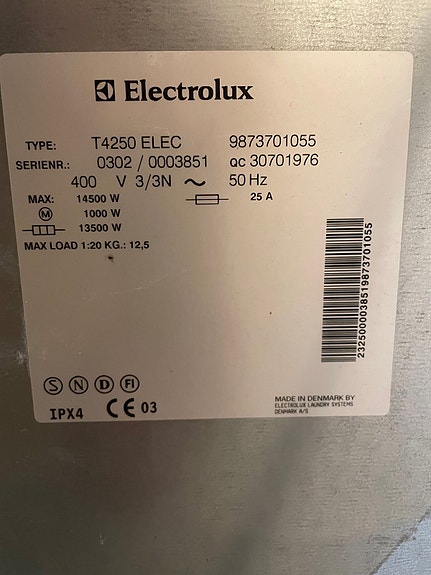 Electrolux
TYPE: T4250 ELEC 9873701055
SERIENR.: 0302 / 0003851 QC 30701976
400 V 3/3N ~ 50 Hz
MAX: 14500 W 25 A
M 1000 W
13500 W
MAX LOAD 1:20 KG.: 12,5
2325000038519873701055
S N D FI
IPX4 CE 03
MADE IN DENMARK BY
ELECTROLUX LAUNDRY SYSTEMS
DENMARK A/S